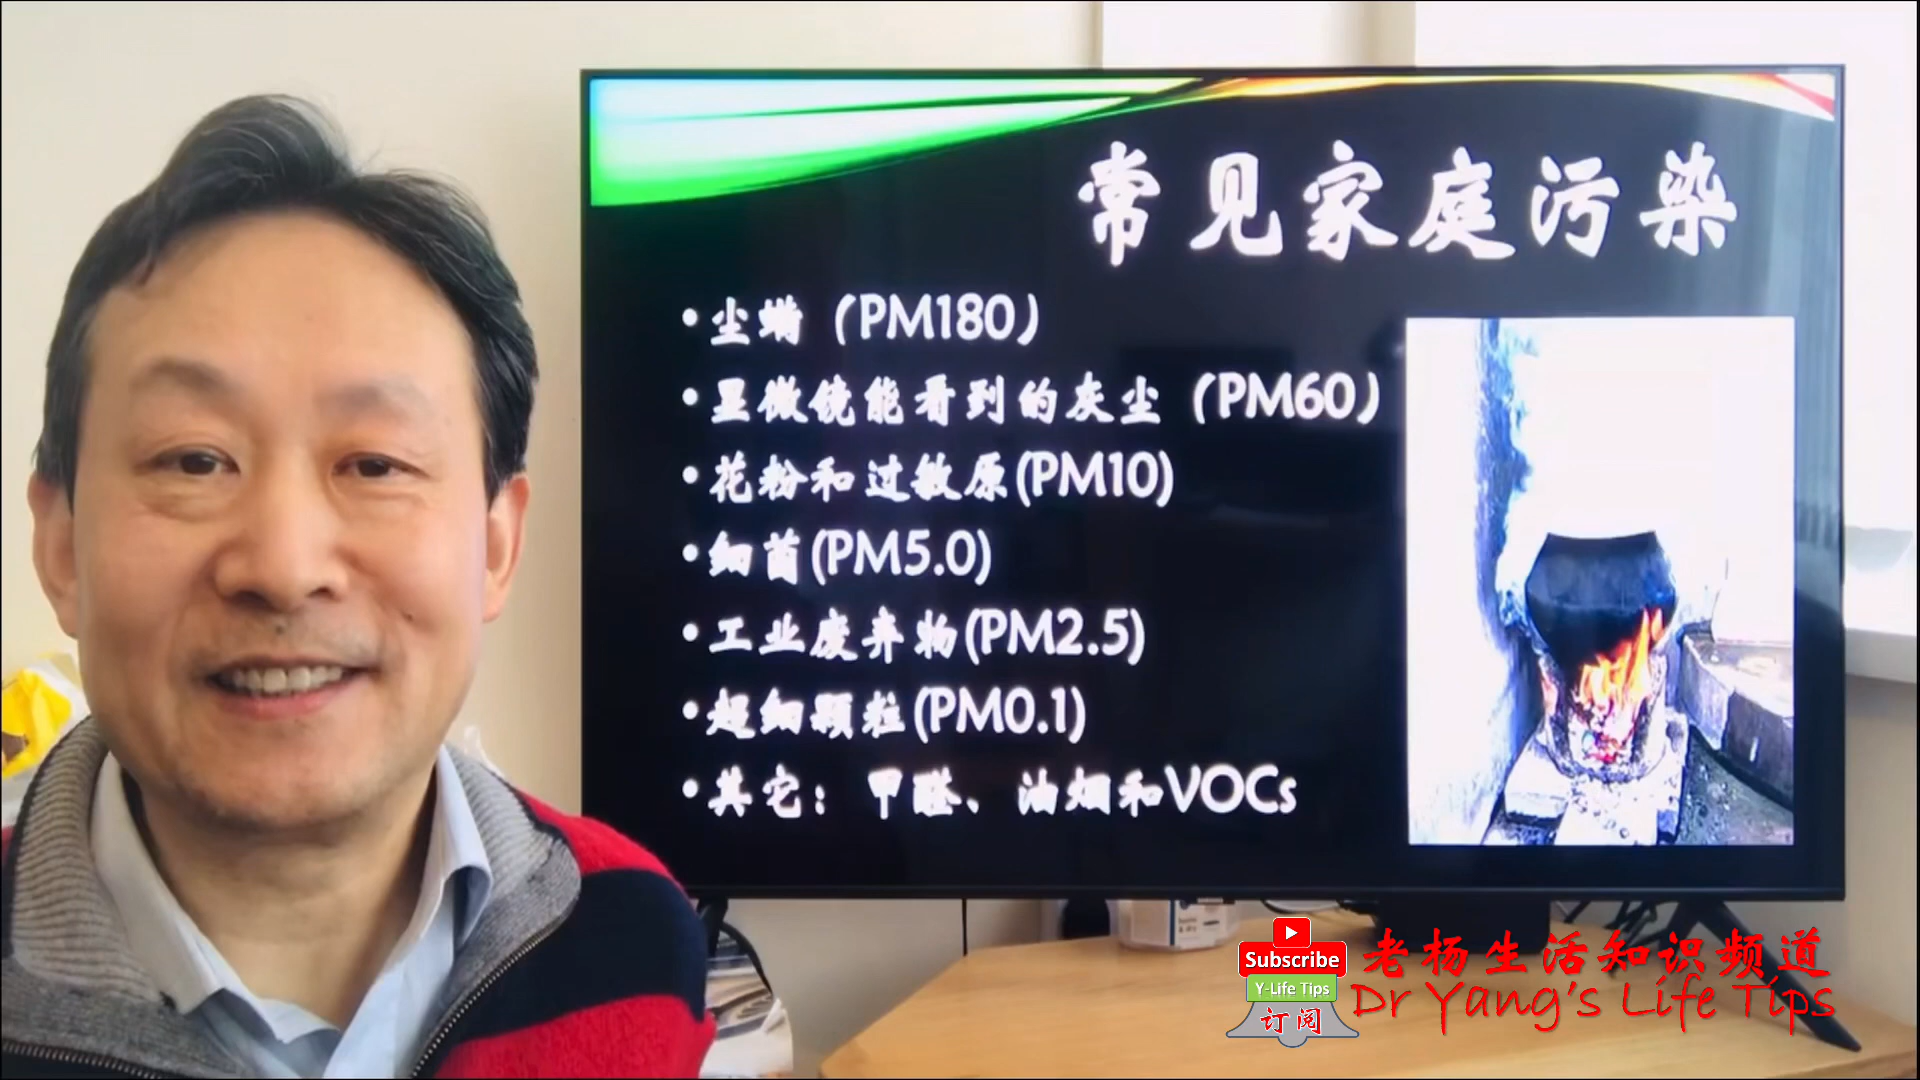 常见家庭污染
• 尘螨（PM180）
• 显微镜能看到的灰尘（PM60）
• 花粉和过敏原(PM10)
• 细菌(PM5.0)
• 工业废弃物(PM2.5)
• 超细颗粒(PM0.1)
• 其它：甲醛、油烟和VOCs
Subscribe
Y-Life Tips
订阅
老杨生活知识频道
Dr Yang's Life Tips